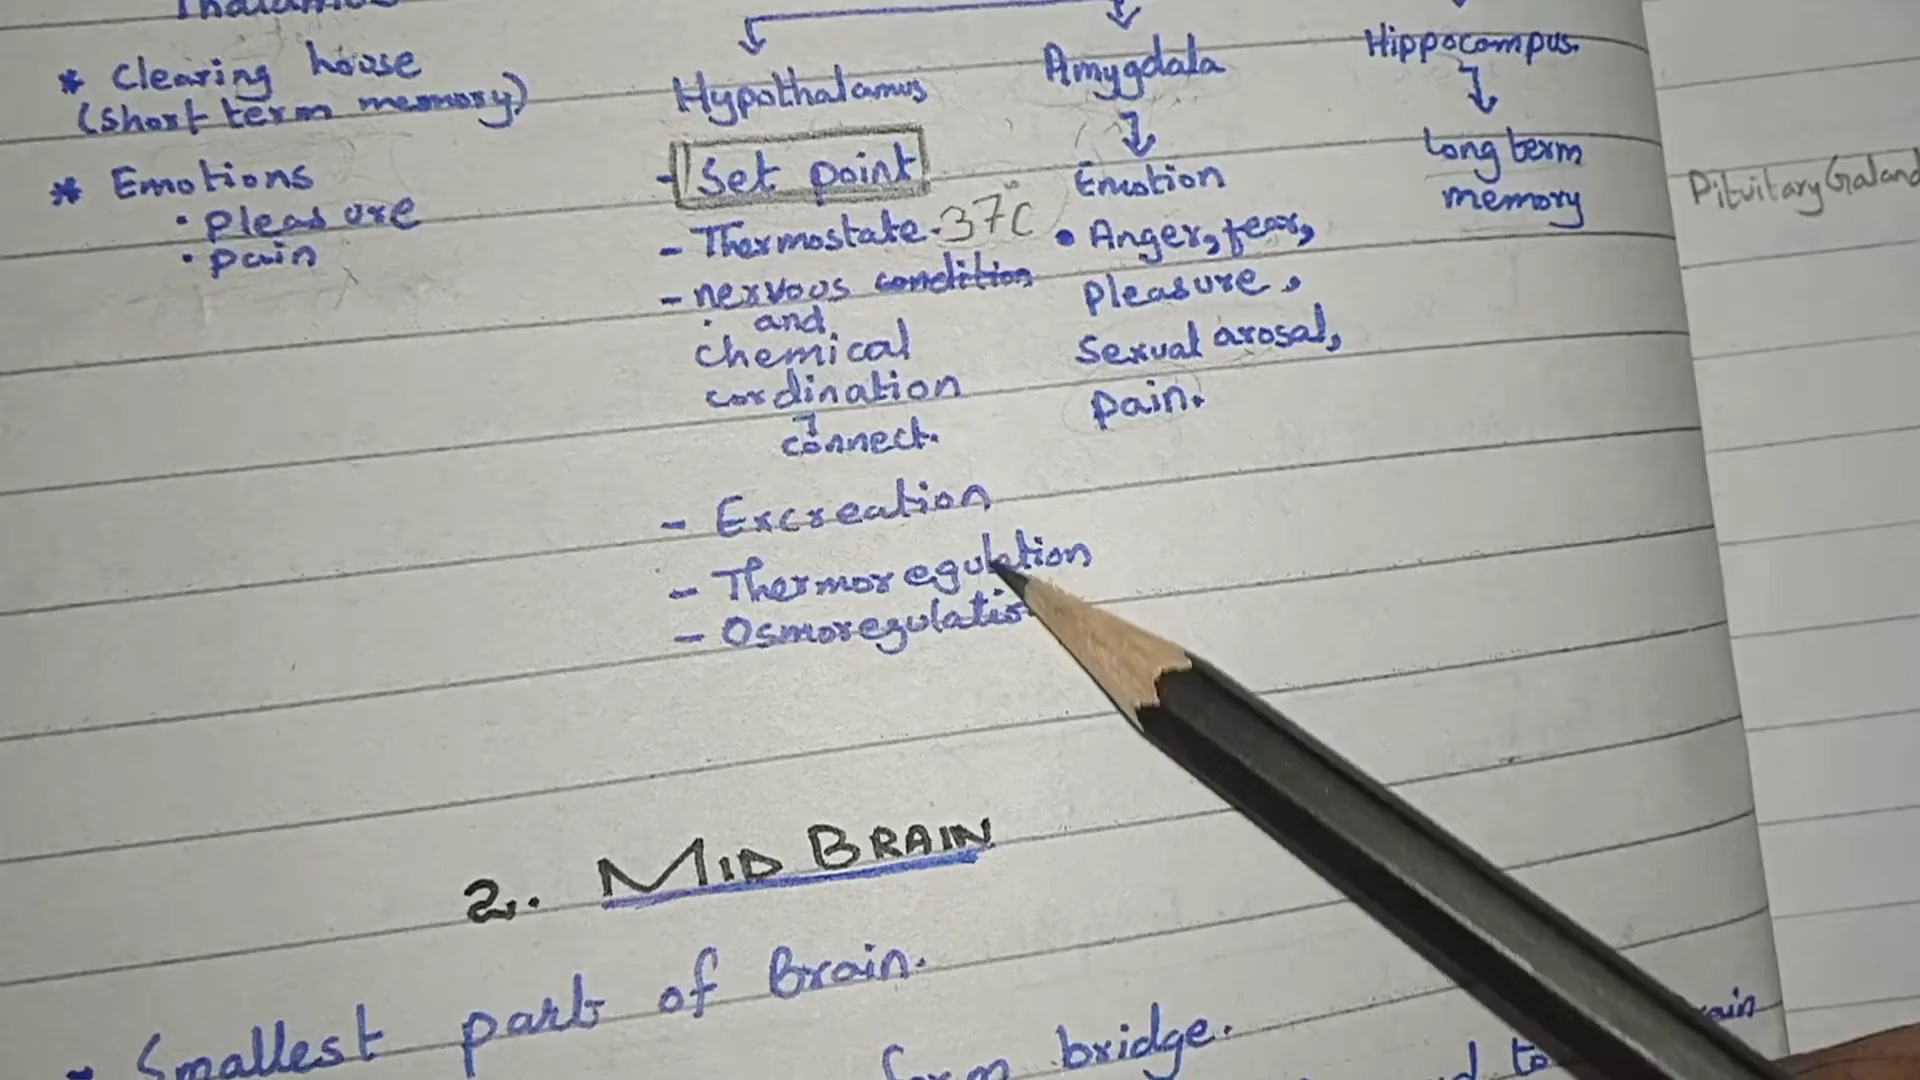 * Clearing house
(short term memory)
* Emotions
• pleasure
• pain
Hypothalamus
- Set point
- Thermostate. 37°C
- nervous condition
and
chemical
cordination
connect.
- Excreation
- Thermoregulation
- Osmoregulatio
Amygdala
Emotion
• Anger, fear,
pleasure,
Sexual arosal,
pain.
Hippocampus.
Long term
memory
Pituitary Galand
2. MID BRAIN
Smallest part of Brain.
form bridge.